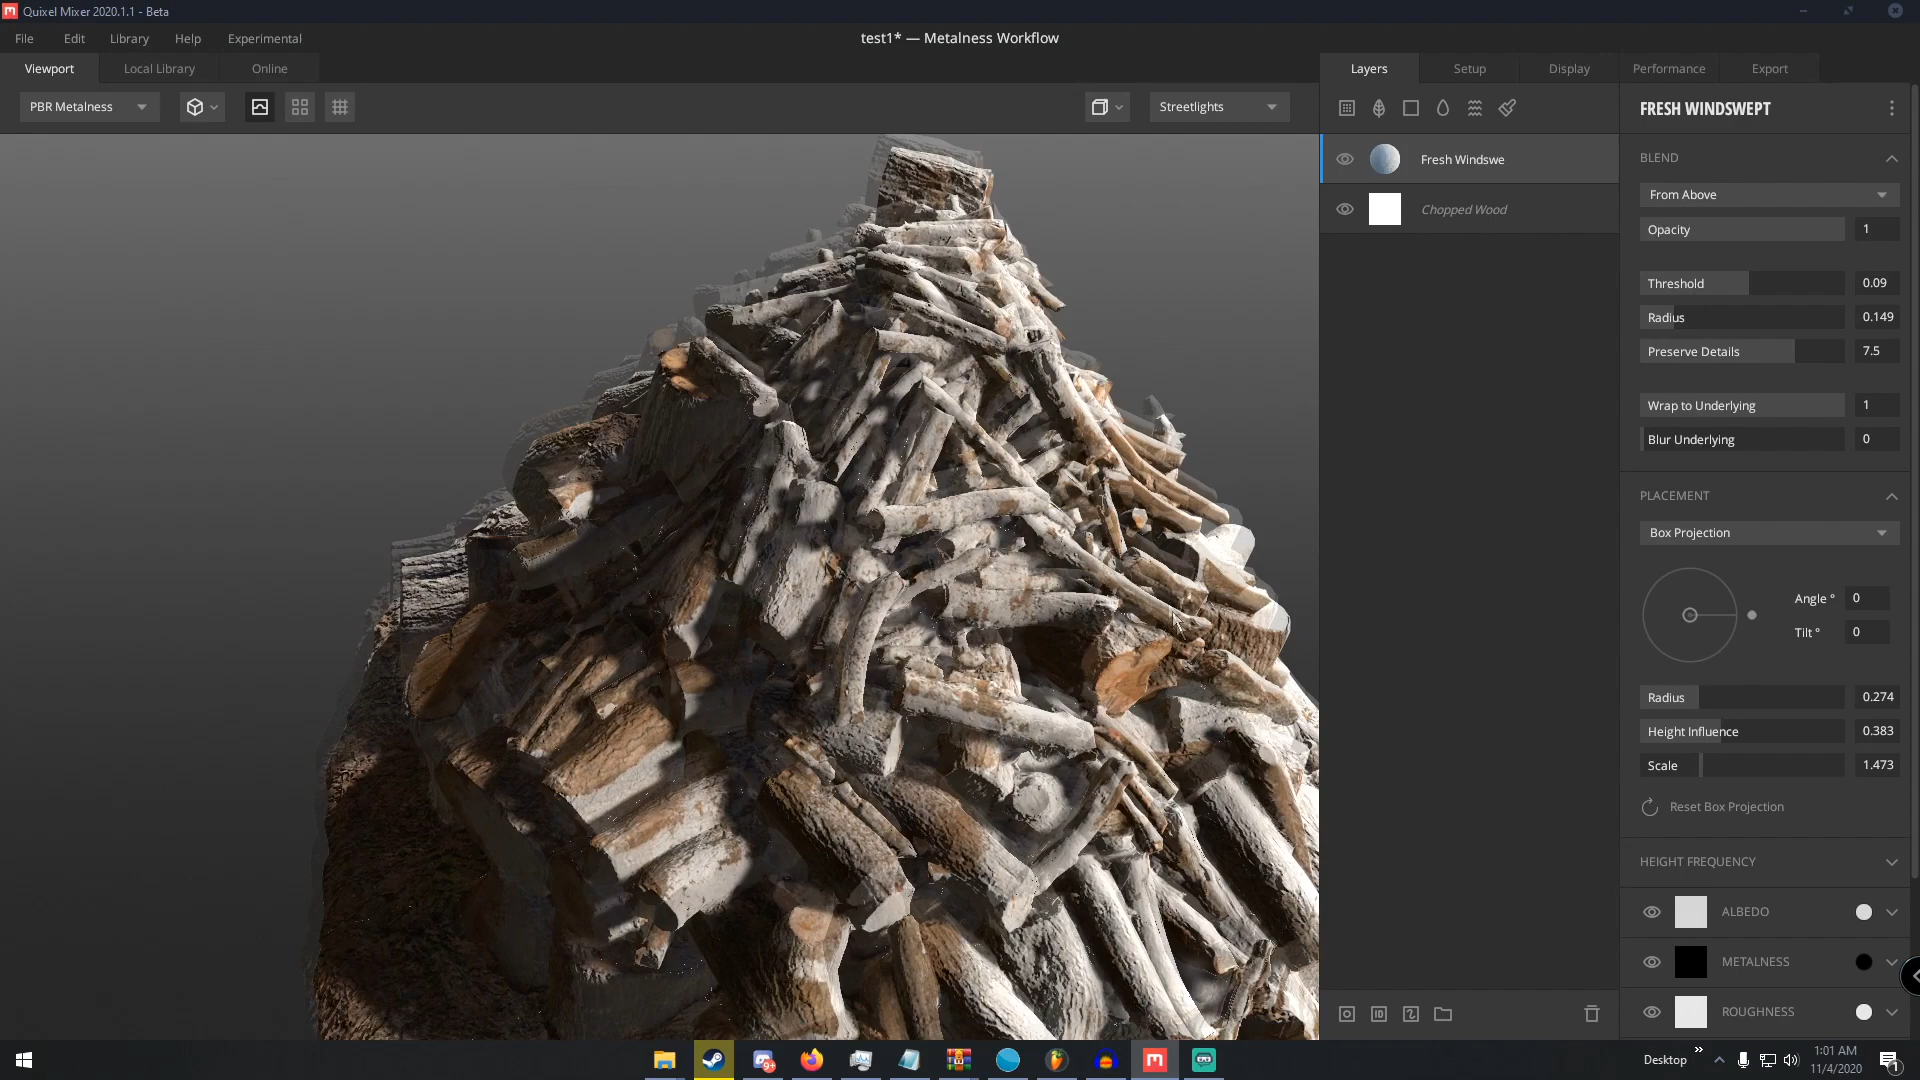 Quixel Mixer 2020.1.1 - Beta
File Edit Library Help Experimental
test1* — Metalness Workflow
Viewport Local Library Online
Layers Setup Display Performance Export
PBR Metalness
Streetlights
FRESH WINDSWEPT
Fresh Windswe
Chopped Wood
BLEND
From Above
Opacity 1
Threshold 0.09
Radius 0.149
Preserve Details 7.5
Wrap to Underlying 1
Blur Underlying 0
PLACEMENT
Box Projection
Angle ° 0
Tilt ° 0
Radius 0.274
Height Influence 0.383
Scale 1.473
Reset Box Projection
HEIGHT FREQUENCY
ALBEDO
METALNESS
ROUGHNESS
9+
Desktop
1:01 AM
11/4/2020
1